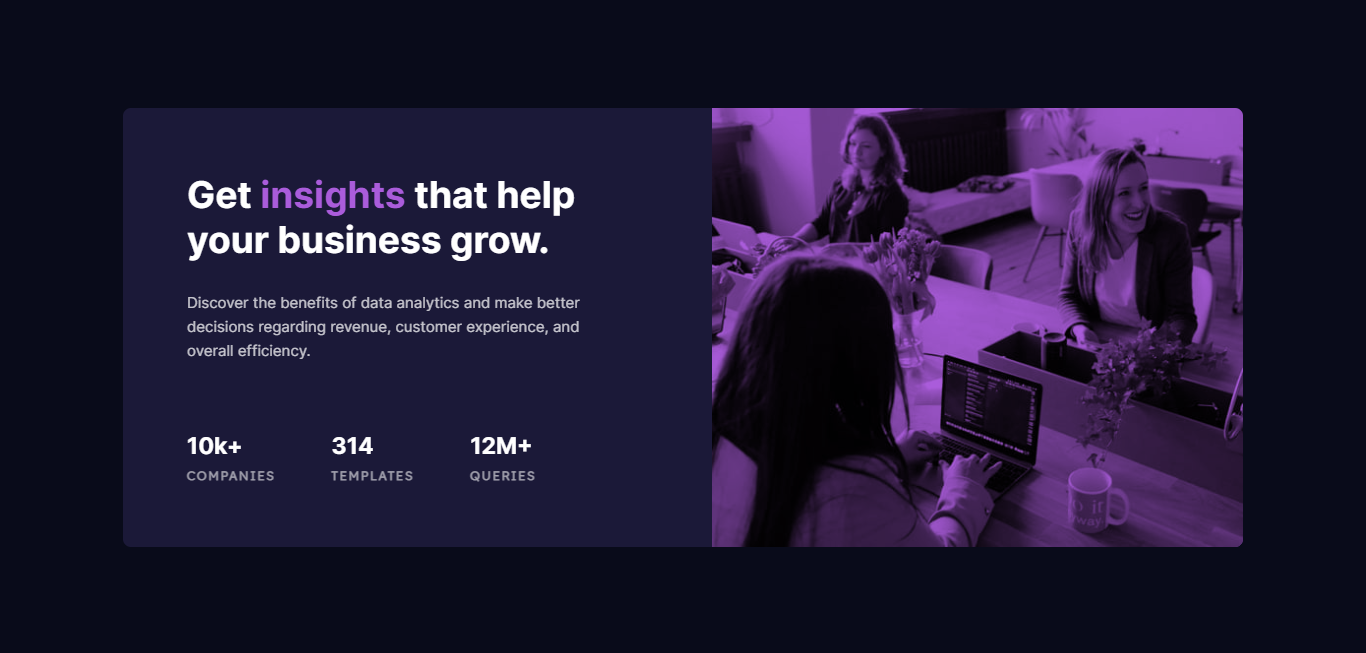 Get insights that help
your business grow.
Discover the benefits of data analytics and make better
decisions regarding revenue, customer experience, and
overall efficiency.
10k+ 314 12M+
COMPANIES TEMPLATES QUERIES